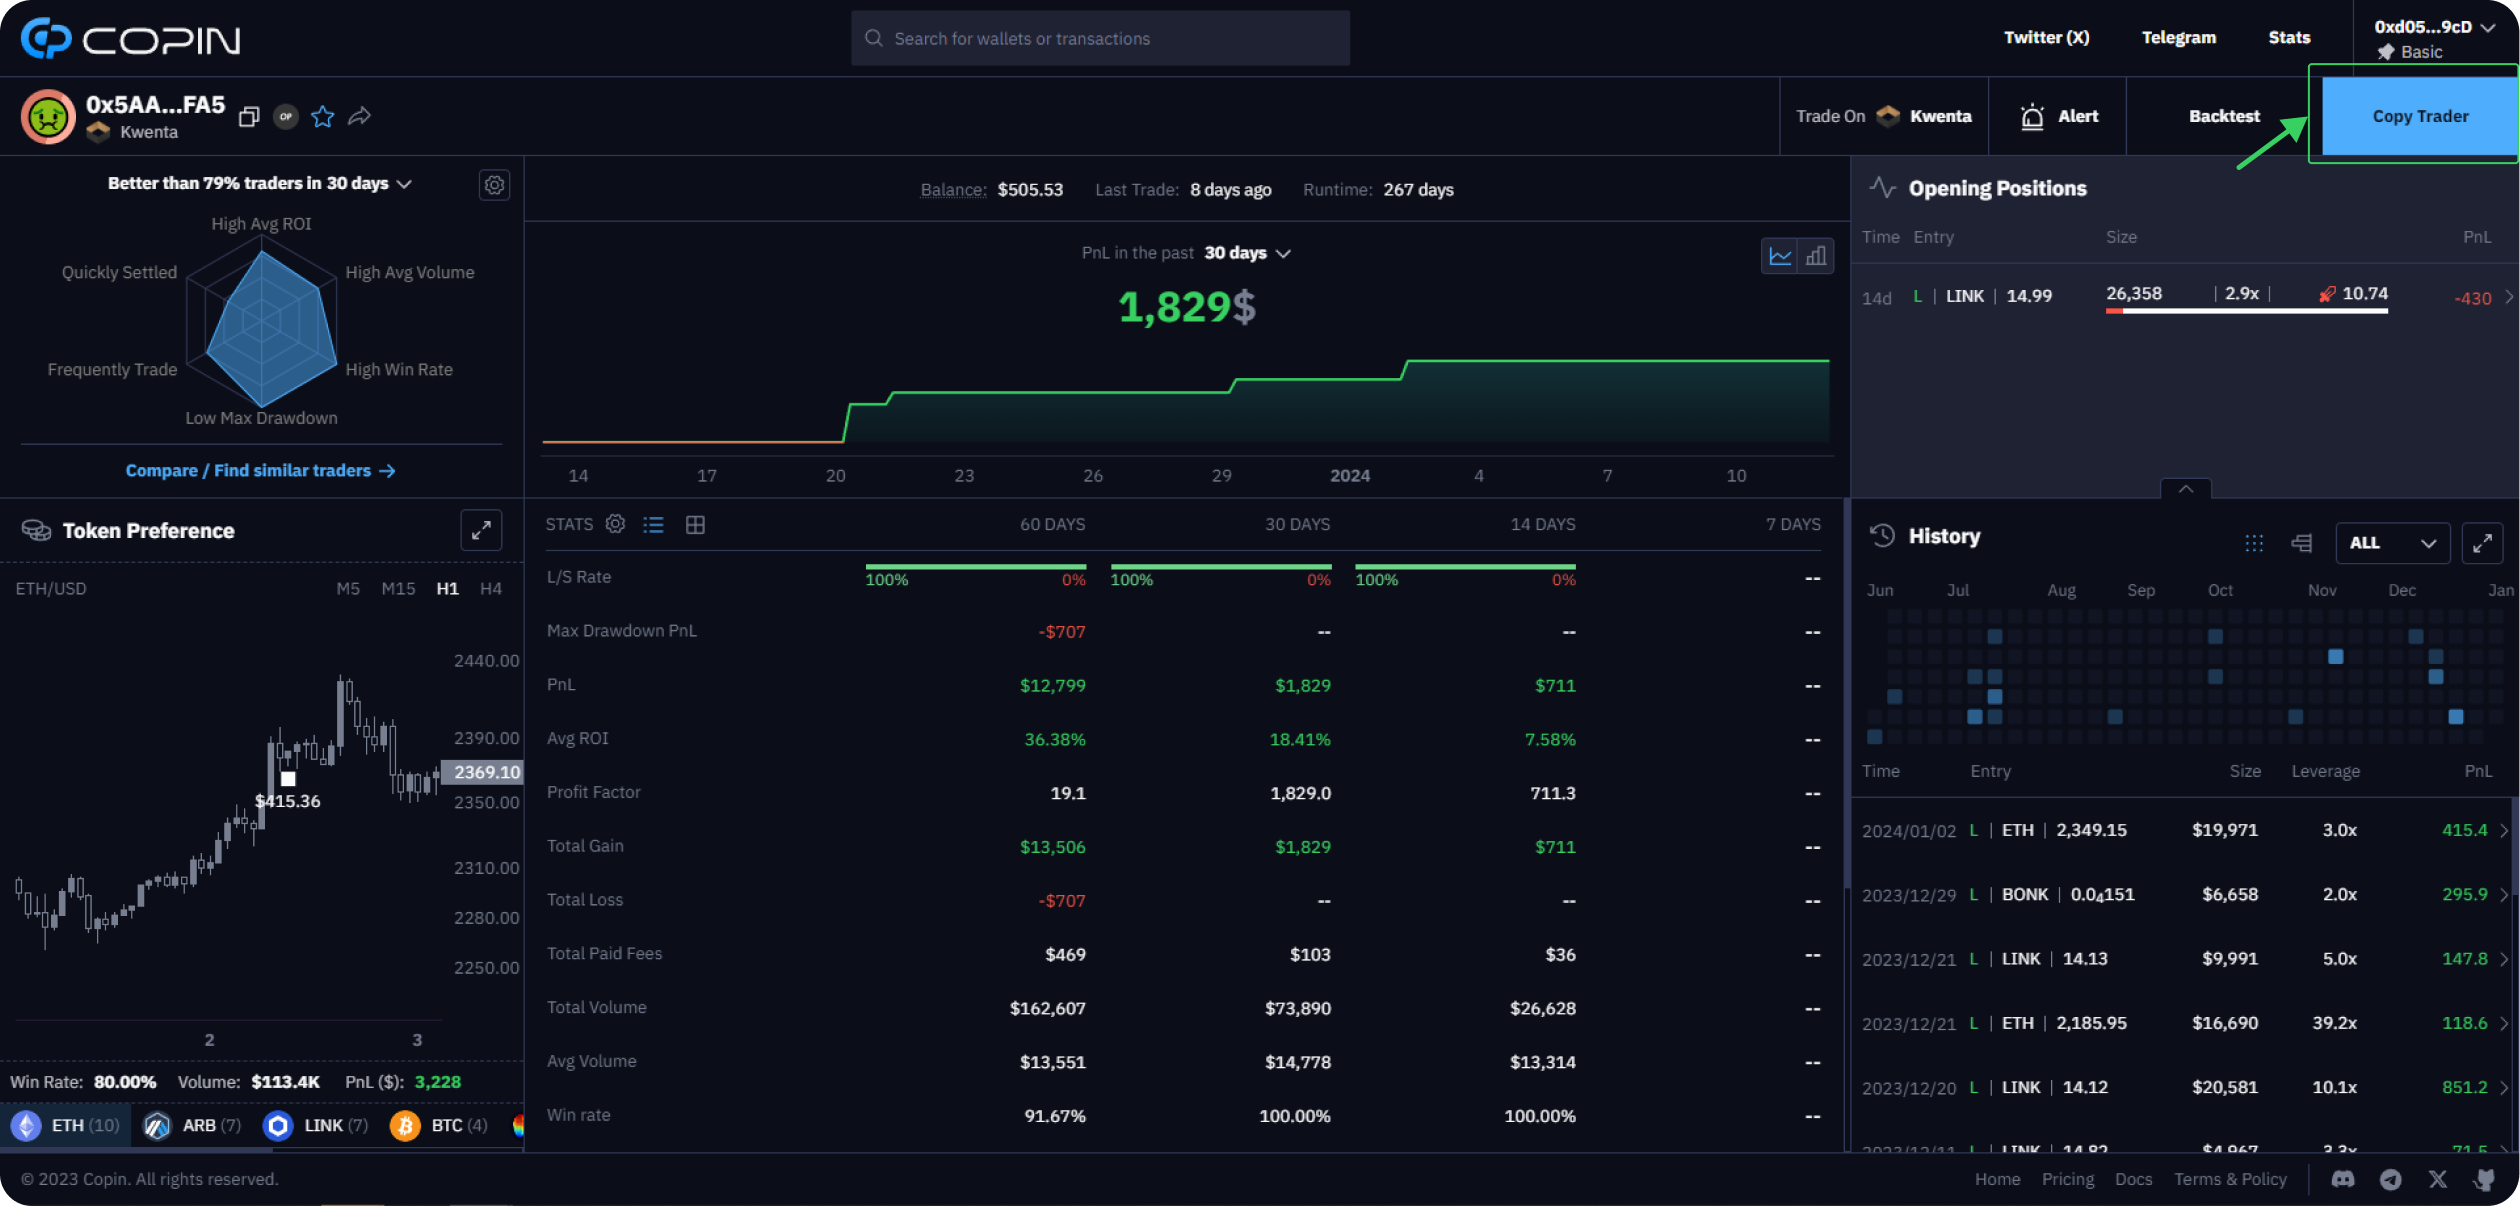 COPIN
Search for wallets or transactions
Twitter (X) Telegram Stats
0xd05...9cD
Basic
0x5AA...FA5
OP
Kwenta
Trade On Kwenta
Alert
Backtest
Copy Trader
Better than 79% traders in 30 days
High Avg ROI
Quickly Settled
High Avg Volume
Frequently Trade
High Win Rate
Low Max Drawdown
Compare / Find similar traders →
Balance: $505.53 Last Trade: 8 days ago Runtime: 267 days
PnL in the past 30 days
1,829$
14 17 20 23 26 29 2024 4 7 10
Opening Positions
Time Entry Size PnL
14d L | LINK | 14.99 26,358 | 2.9x | 10.74 -430
Token Preference
ETH/USD M5 M15 H1 H4
2440.00
2390.00
2369.10
2350.00
$415.36
2310.00
2280.00
2250.00
2 3
Win Rate: 80.00% Volume: $113.4K PnL ($): 3,228
ETH (10) ARB (7) LINK (7) BTC (4)
STATS 60 DAYS 30 DAYS 14 DAYS 7 DAYS
L/S Rate 100% 0% 100% 0% 100% 0% --
Max Drawdown PnL -$707 -- -- --
PnL $12,799 $1,829 $711 --
Avg ROI 36.38% 18.41% 7.58% --
Profit Factor 19.1 1,829.0 711.3 --
Total Gain $13,506 $1,829 $711 --
Total Loss -$707 -- -- --
Total Paid Fees $469 $103 $36 --
Total Volume $162,607 $73,890 $26,628 --
Avg Volume $13,551 $14,778 $13,314 --
Win rate 91.67% 100.00% 100.00% --
History
ALL
Jun Jul Aug Sep Oct Nov Dec Jan
Time Entry Size Leverage PnL
2024/01/02 L | ETH | 2,349.15 $19,971 3.0x 415.4
2023/12/29 L | BONK | 0.0₄151 $6,658 2.0x 295.9
2023/12/21 L | LINK | 14.13 $9,991 5.0x 147.8
2023/12/21 L | ETH | 2,185.95 $16,690 39.2x 118.6
2023/12/20 L | LINK | 14.12 $20,581 10.1x 851.2
2023/12/11 L | LINK | 14.82 $4,967 3.3x 71.5
© 2023 Copin. All rights reserved.
Home Pricing Docs Terms & Policy